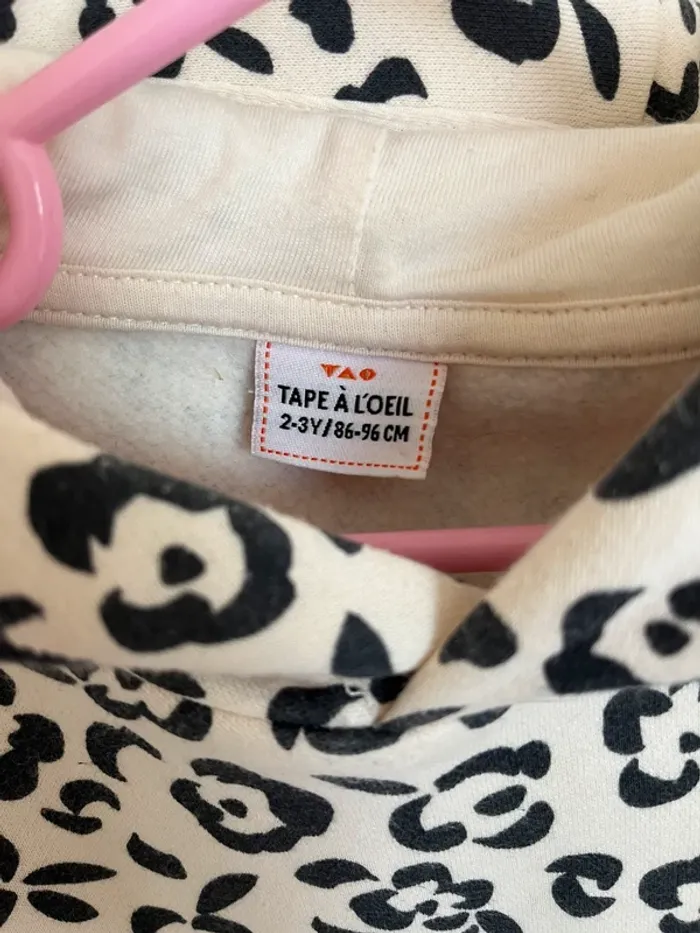 TAO
TAPE À L'OEIL
2-3Y/86-96 CM